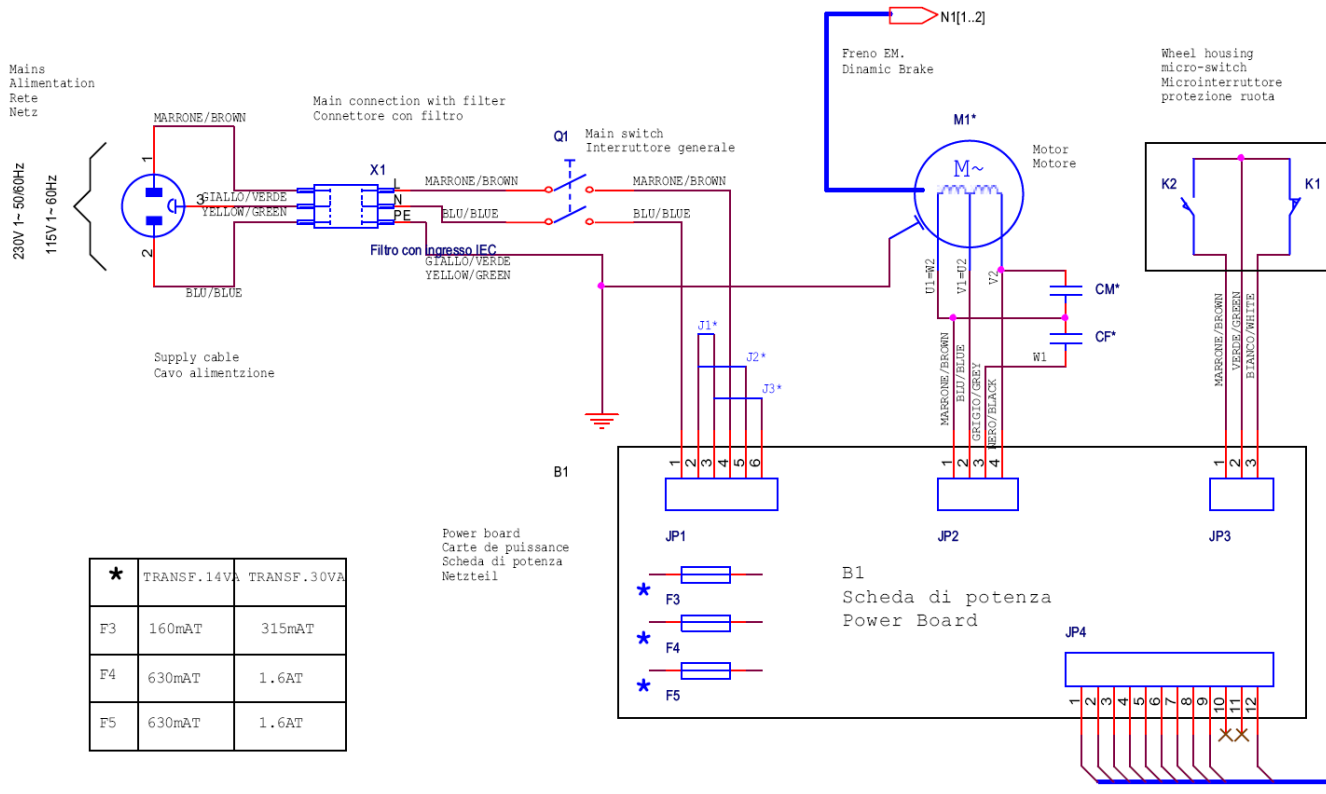 N1[1..2]
Freno EM.
Dinamic Brake
Wheel housing
micro-switch
Microinterruttore
protezione ruota
Mains
Alimentation
Rete
Netz
Main connection with filter
Connettore con filtro
MARRONE/BROWN
Q1
Main switch
Interruttore generale
M1*
Motor
Motore
M~
230V 1~ 50/60Hz
115V 1~ 60Hz
1
2
3
GIALLO/VERDE
YELLOW/GREEN
BLU/BLUE
X1
L
N
PE
MARRONE/BROWN
MARRONE/BROWN
BLU/BLUE
BLU/BLUE
Filtro con ingresso IEC
GIALLO/VERDE
YELLOW/GREEN
K2
K1
U1=W2
V1=U2
V2
CM*
CF*
W1
MARRONE/BROWN
BLU/BLUE
GRIGIO/GREY
NERO/BLACK
MARRONE/BROWN
VERDE/GREEN
BIANCO/WHITE
Supply cable
Cavo alimentzione
J1*
J2*
J3*
B1
1 2 3 4 5 6
JP1
1 2 3 4
JP2
1 2 3
JP3
Power board
Carte de puissance
Scheda di potenza
Netzteil
* F3
* F4
* F5
B1
Scheda di potenza
Power Board
JP4
1 2 3 4 5 6 7 8 9 10 11 12
* TRANSF.14VA TRANSF.30VA
F3 160mAT 315mAT
F4 630mAT 1.6AT
F5 630mAT 1.6AT